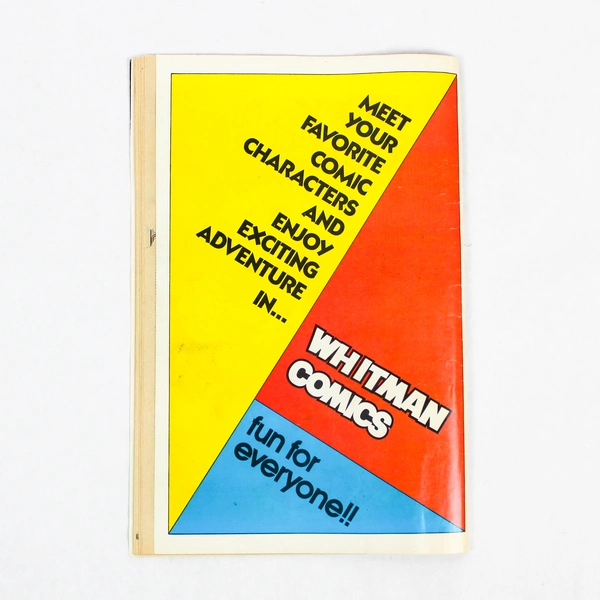 MEET
YOUR
FAVORITE
COMIC
CHARACTERS
AND
ENJOY
EXCITING
ADVENTURE
IN...
WHITMAN
COMICS
fun for
everyone!!